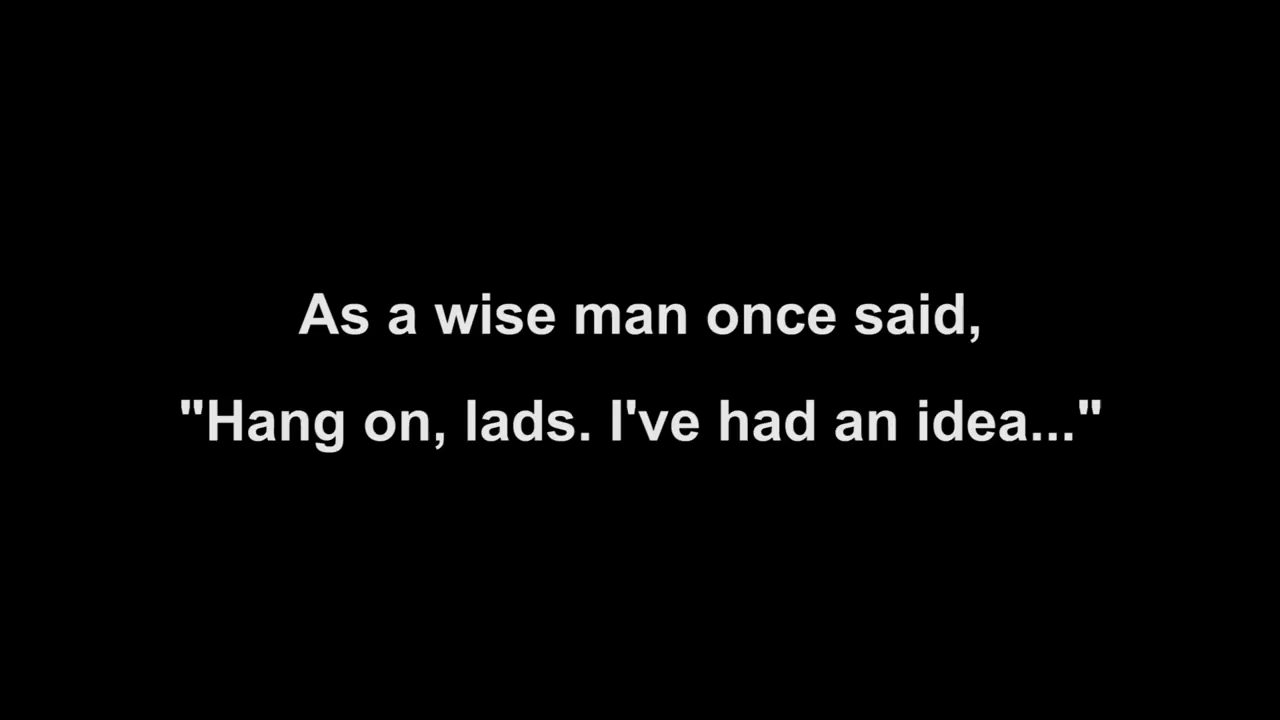 As a wise man once said,
"Hang on, lads. I've had an idea..."